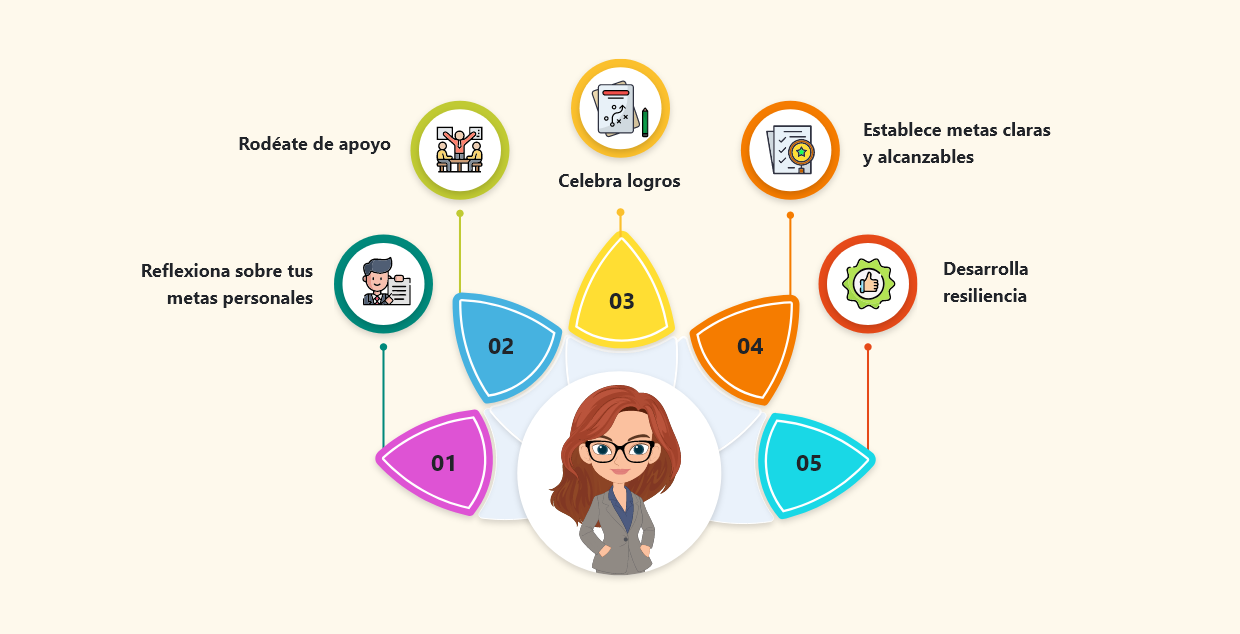 Celebra logros
Rodéate de apoyo
Establece metas claras
y alcanzables
Reflexiona sobre tus
metas personales
Desarrolla
resiliencia
01
02
03
04
05